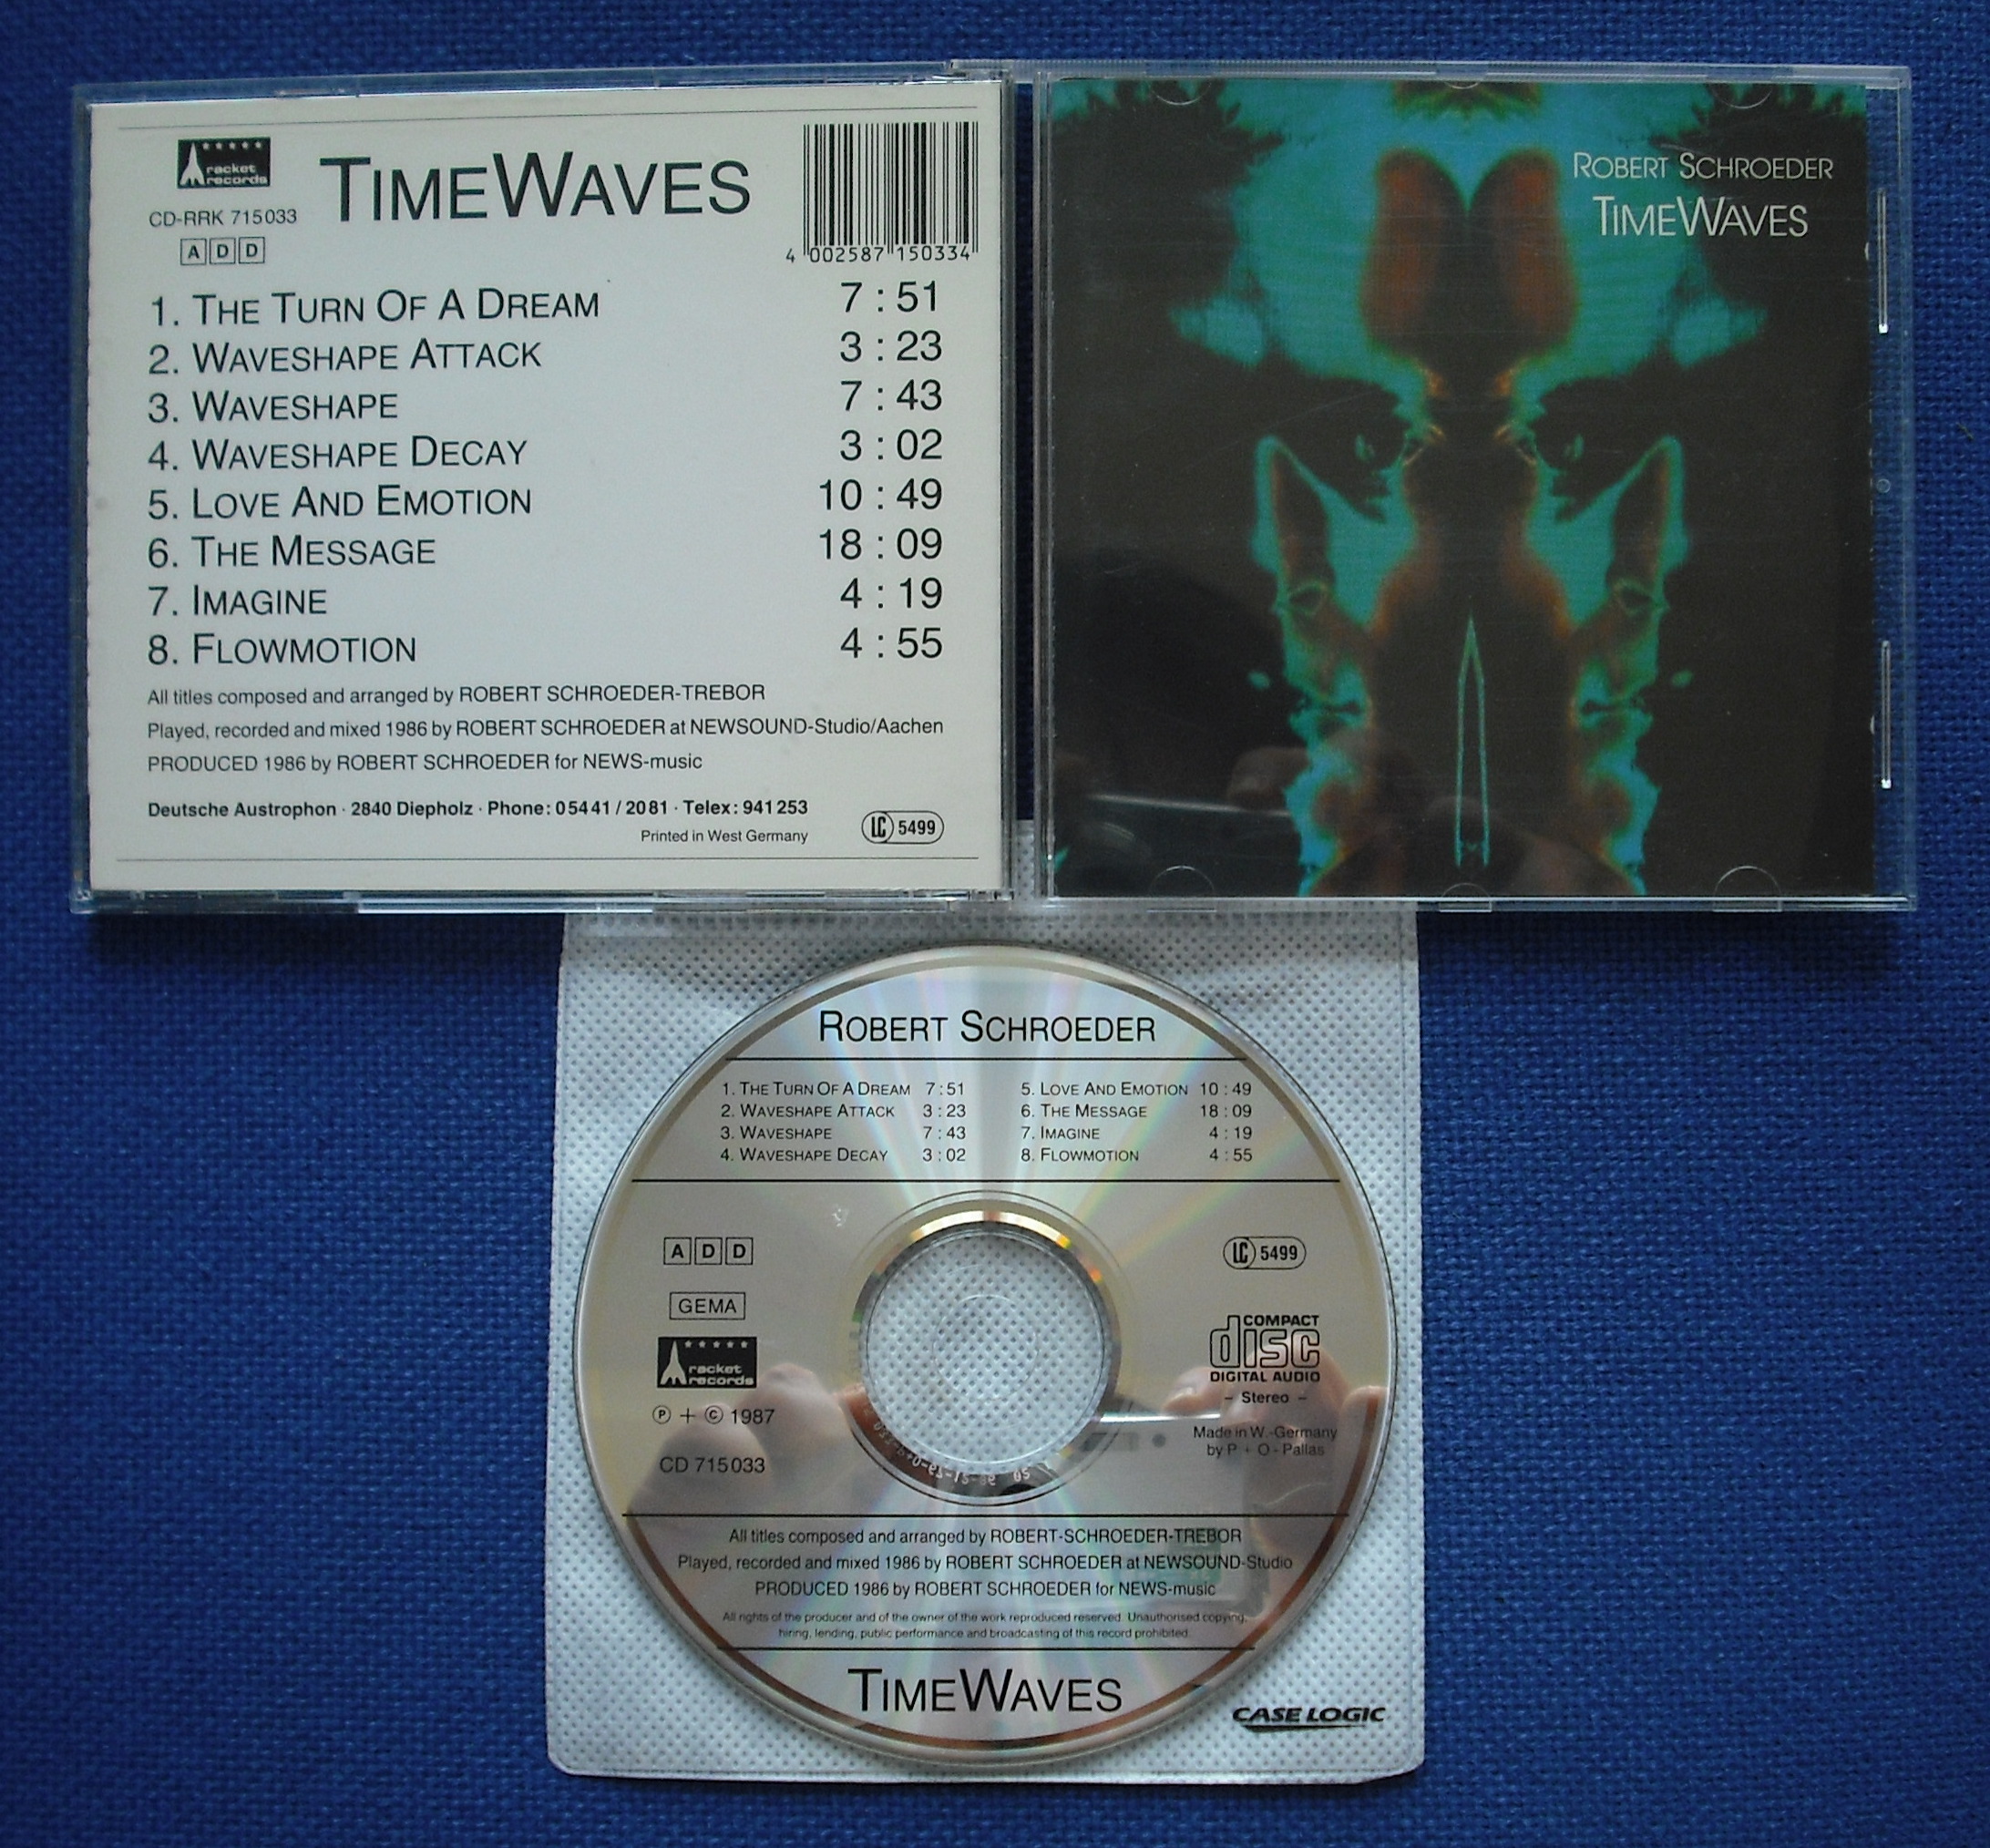 racket
records
CD-RRK 715033
ADD
TIMEWAVES
4 002587 150334
1. THE TURN OF A DREAM 7 : 51
2. WAVESHAPE ATTACK 3 : 23
3. WAVESHAPE 7 : 43
4. WAVESHAPE DECAY 3 : 02
5. LOVE AND EMOTION 10 : 49
6. THE MESSAGE 18 : 09
7. IMAGINE 4 : 19
8. FLOWMOTION 4 : 55
All titles composed and arranged by ROBERT SCHROEDER-TREBOR
Played, recorded and mixed 1986 by ROBERT SCHROEDER at NEWSOUND-Studio/Aachen
PRODUCED 1986 by ROBERT SCHROEDER for NEWS-music
Deutsche Austrophon · 2840 Diepholz · Phone: 05441 / 2081 · Telex: 941253
Printed in West Germany
LC 5499
ROBERT SCHROEDER
TIMEWAVES
ROBERT SCHROEDER
1. THE TURN OF A DREAM 7 : 51
2. WAVESHAPE ATTACK 3 : 23
3. WAVESHAPE 7 : 43
4. WAVESHAPE DECAY 3 : 02
5. LOVE AND EMOTION 10 : 49
6. THE MESSAGE 18 : 09
7. IMAGINE 4 : 19
8. FLOWMOTION 4 : 55
ADD
GEMA
racket
records
Ⓟ + © 1987
CD 715033
LC 5499
COMPACT
disc
DIGITAL AUDIO
– Stereo –
Made in W.-Germany
by P + O - Pallas
All titles composed and arranged by ROBERT-SCHROEDER-TREBOR
Played, recorded and mixed 1986 by ROBERT SCHROEDER at NEWSOUND-Studio
PRODUCED 1986 by ROBERT SCHROEDER for NEWS-music
All rights of the producer and of the owner of the work reproduced reserved. Unauthorised copying,
hiring, lending, public performance and broadcasting of this record prohibited.
TIMEWAVES
CASE LOGIC